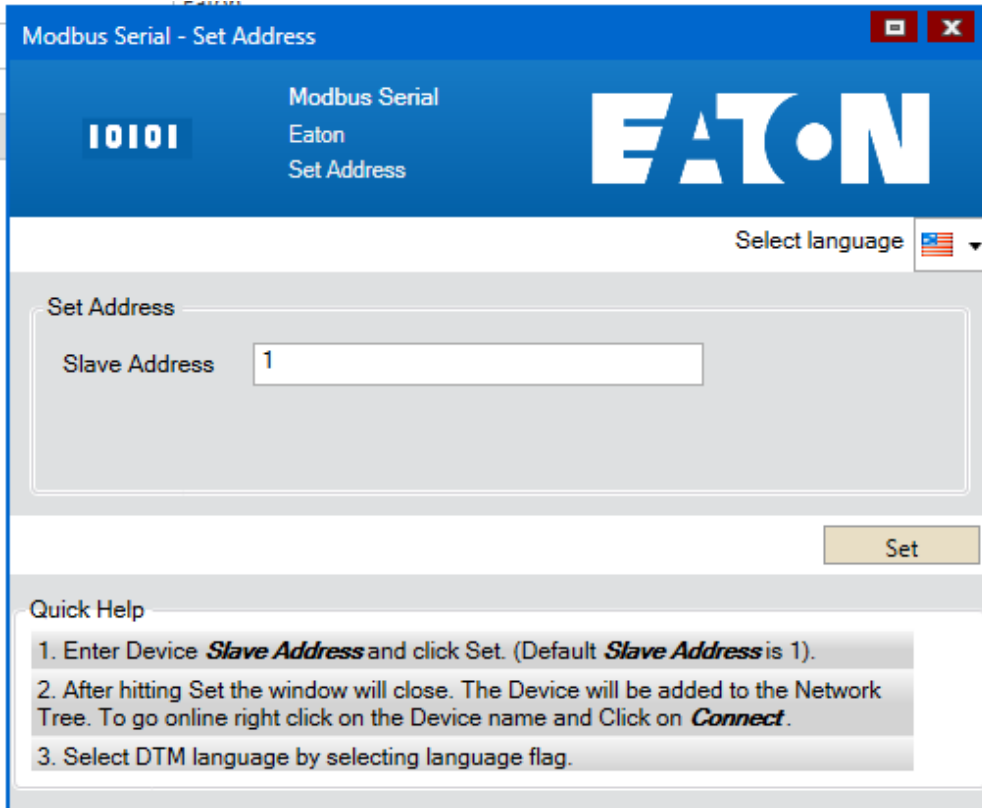 Eaton
Modbus Serial - Set Address
10101
Modbus Serial
Eaton
Set Address
EATON
Select language
Set Address
Slave Address
1
Set
Quick Help
1. Enter Device Slave Address and click Set. (Default Slave Address is 1).
2. After hitting Set the window will close. The Device will be added to the Network
Tree. To go online right click on the Device name and Click on Connect.
3. Select DTM language by selecting language flag.